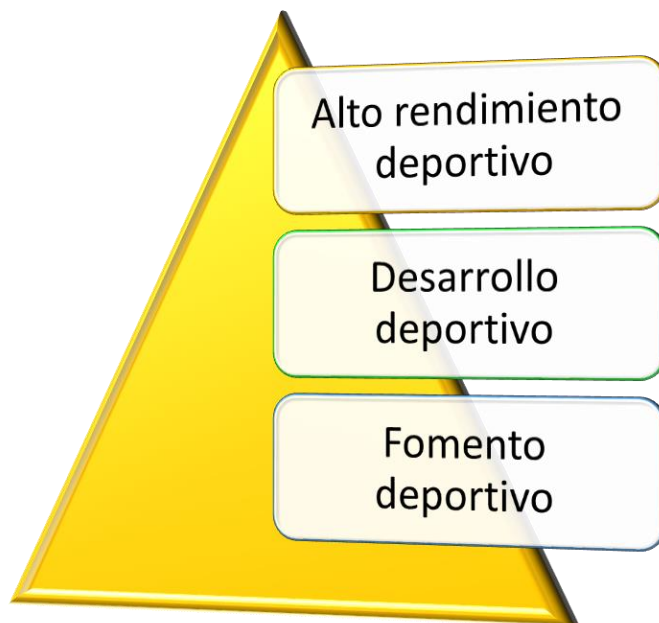 Alto rendimiento
deportivo
Desarrollo
deportivo
Fomento
deportivo